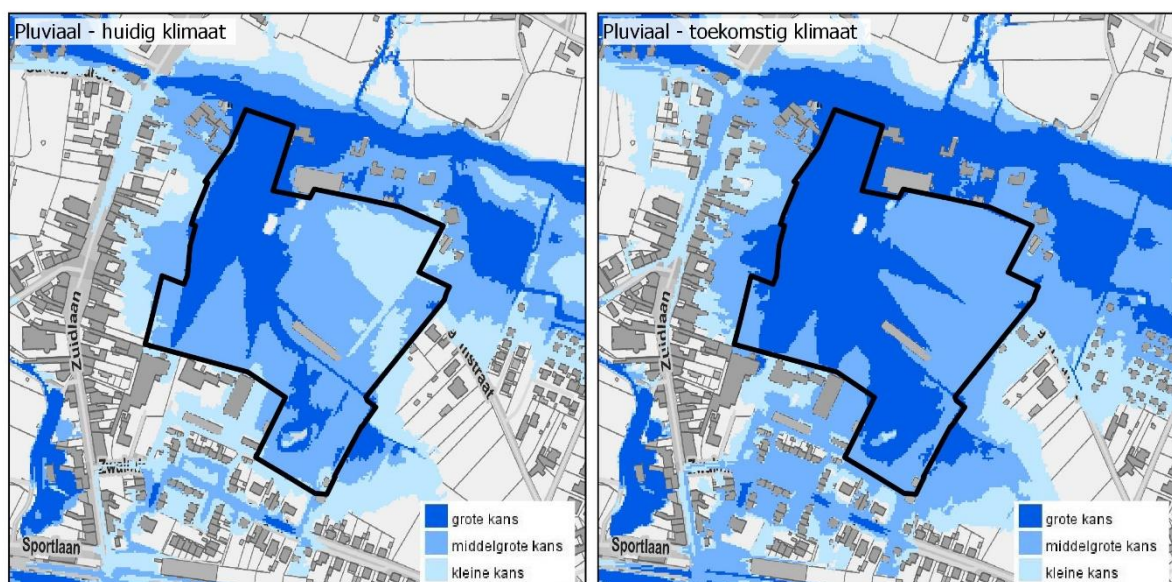 Pluviaal - huidig klimaat
Zuidlaan
Sportlaan
grote kans
middelgrote kans
kleine kans
Pluviaal - toekomstig klimaat
Zuidlaan
Sportlaan
grote kans
middelgrote kans
kleine kans